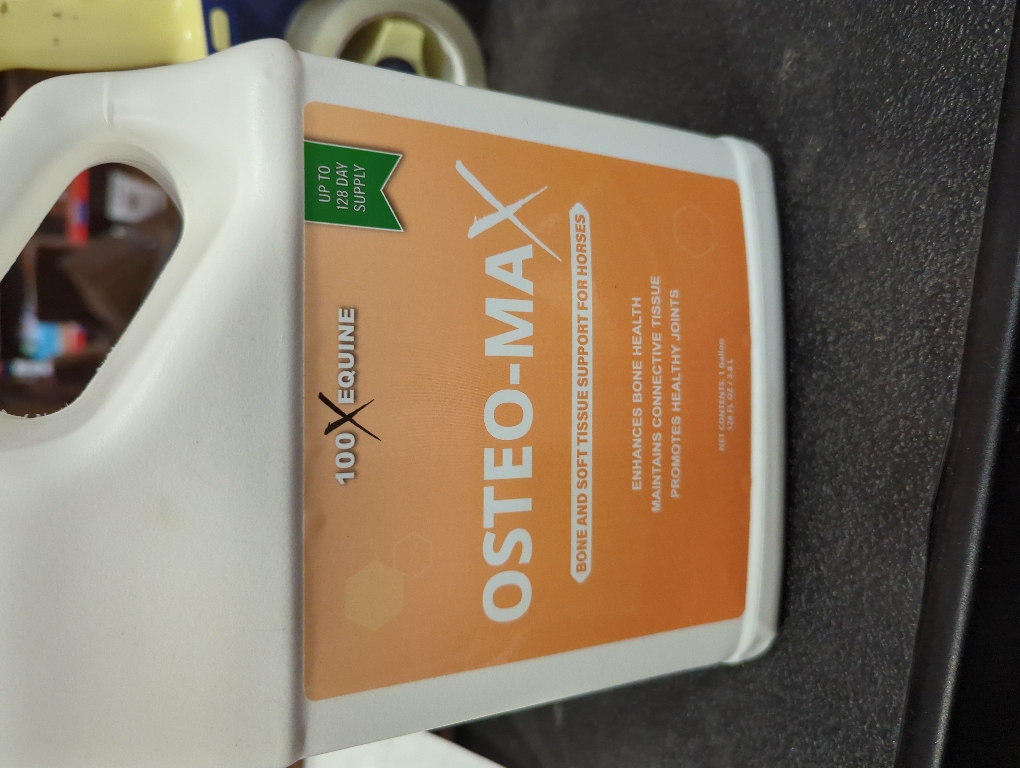 UP TO
128 DAY
SUPPLY
100X EQUINE
OSTEO-MAX
BONE AND SOFT TISSUE SUPPORT FOR HORSES
ENHANCES BONE HEALTH
MAINTAINS CONNECTIVE TISSUE
PROMOTES HEALTHY JOINTS
NET CONTENTS: 1 Gallon
128 FL OZ / 3.8 L